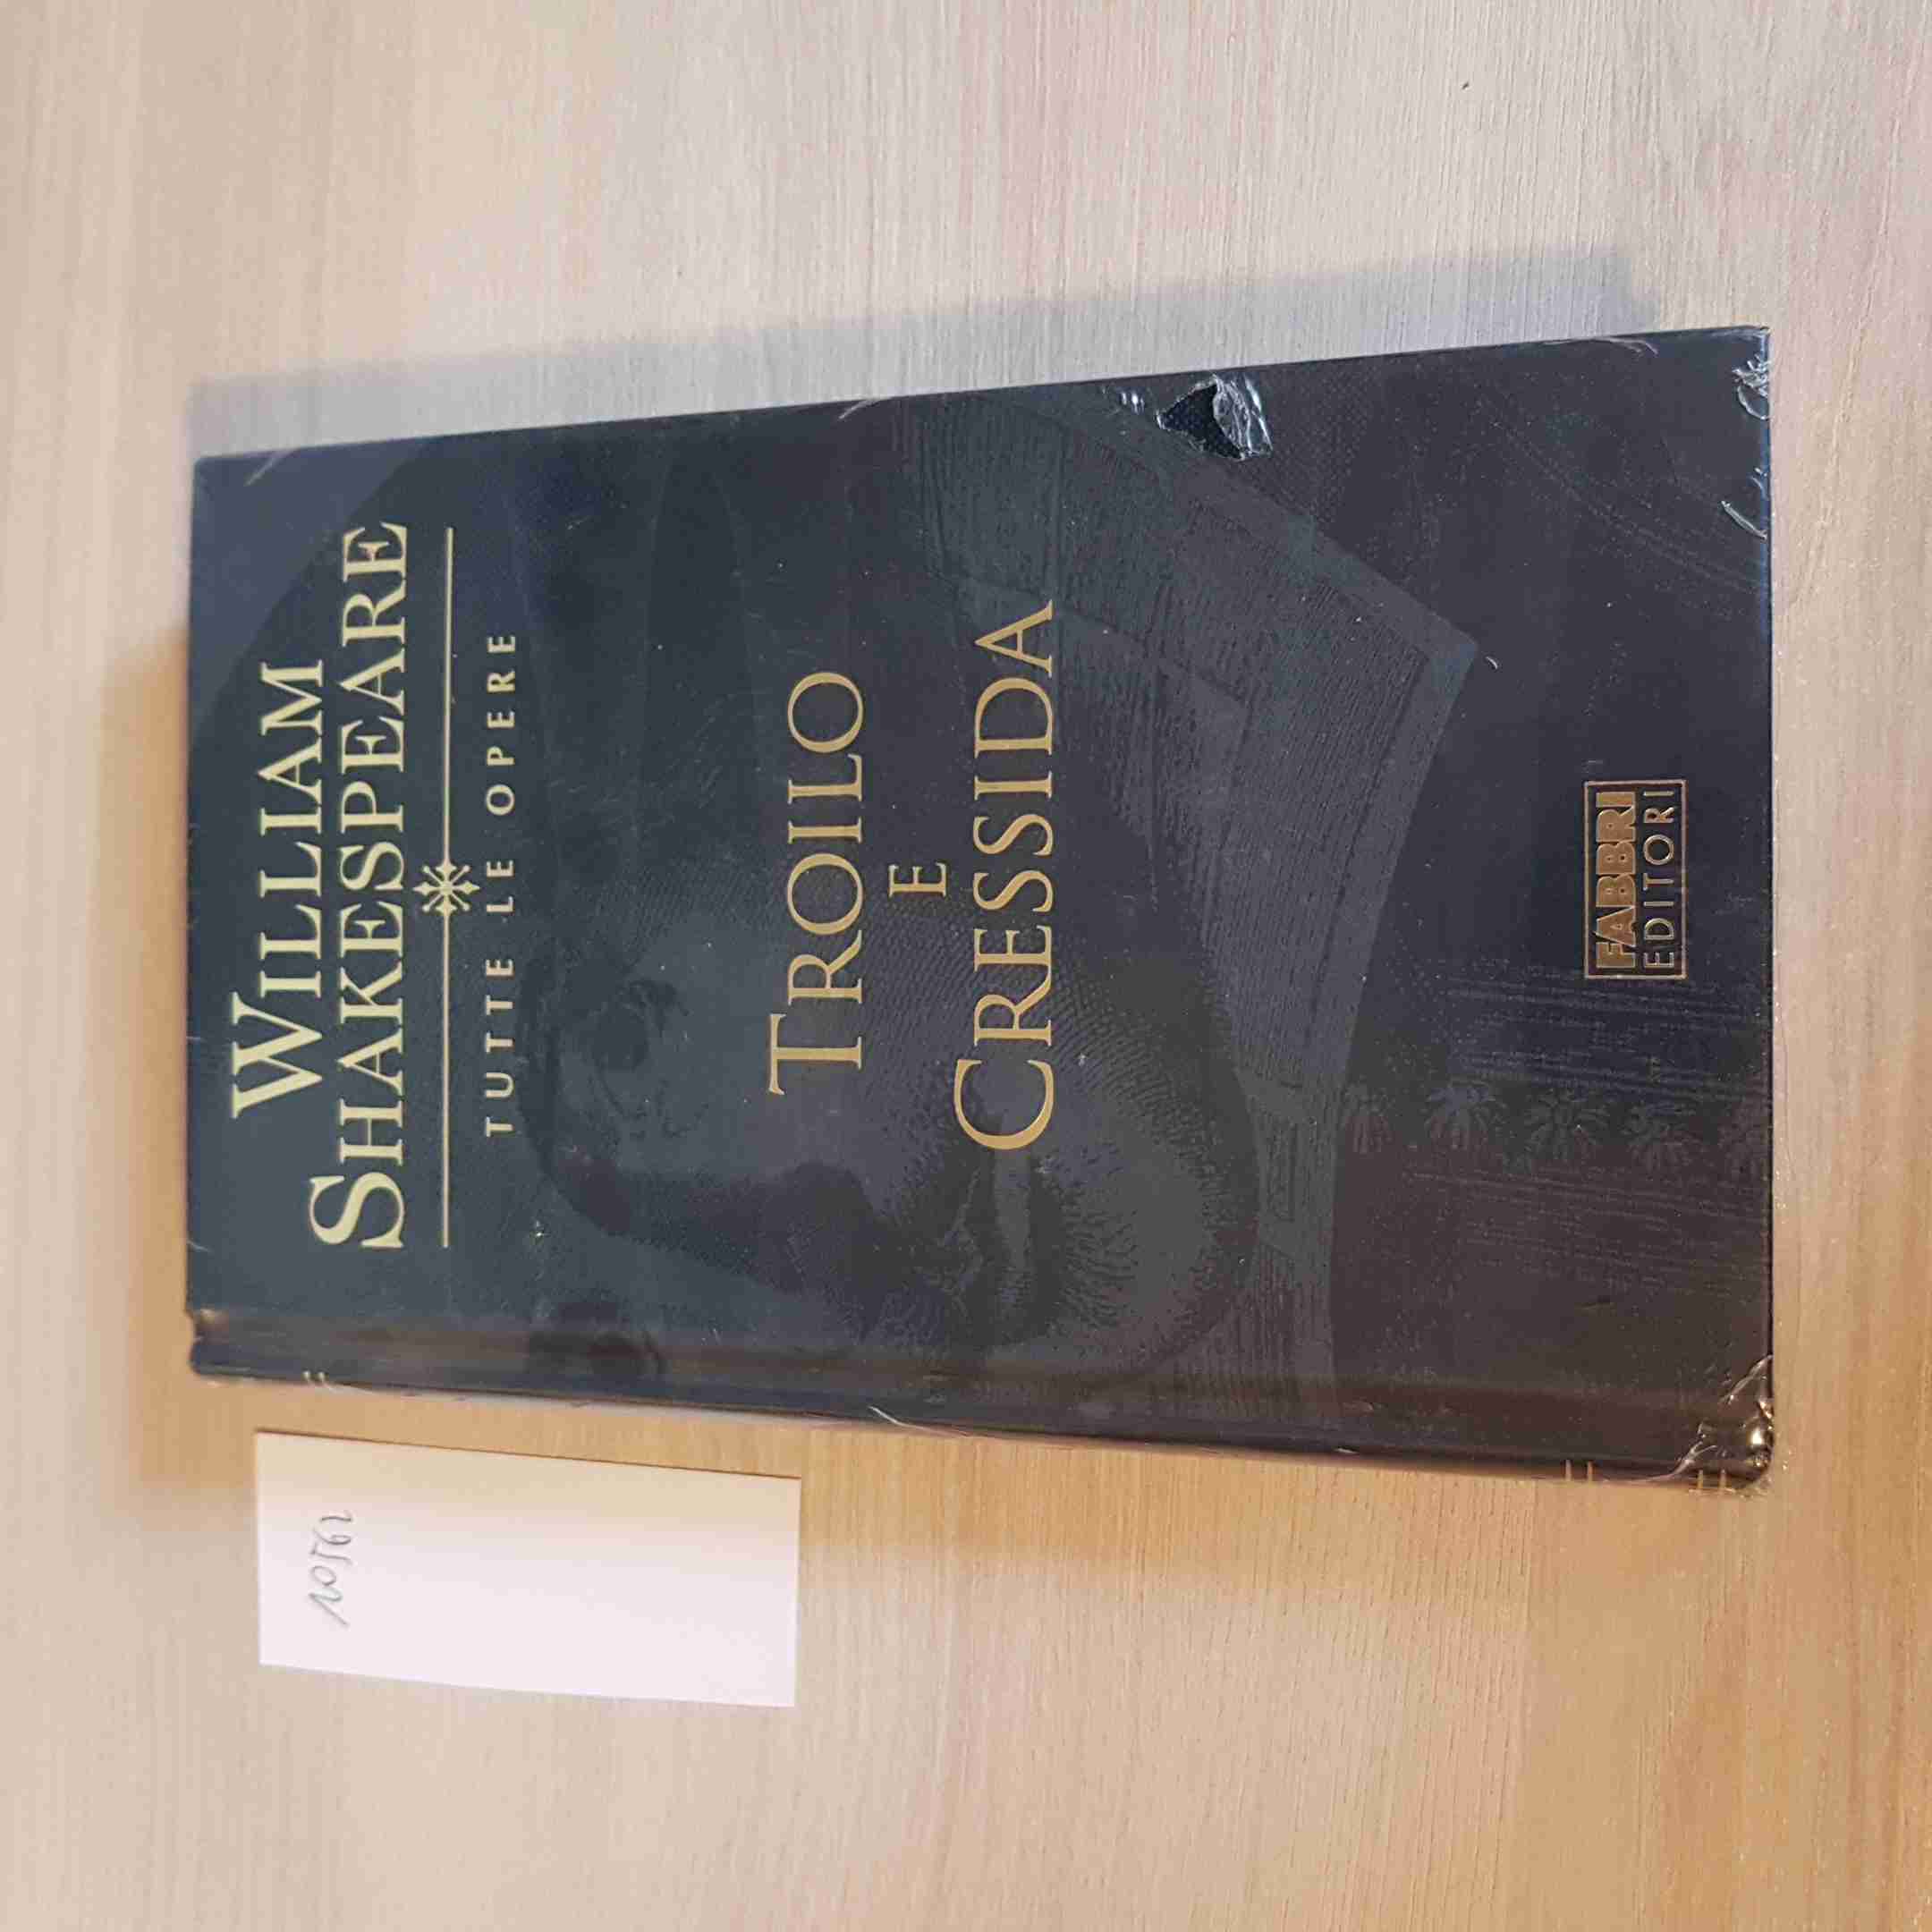 WILLIAM
SHAKESPEARE
TUTTE LE OPERE
TROILO
E
CRESSIDA
FABBRI
EDITORI
10562